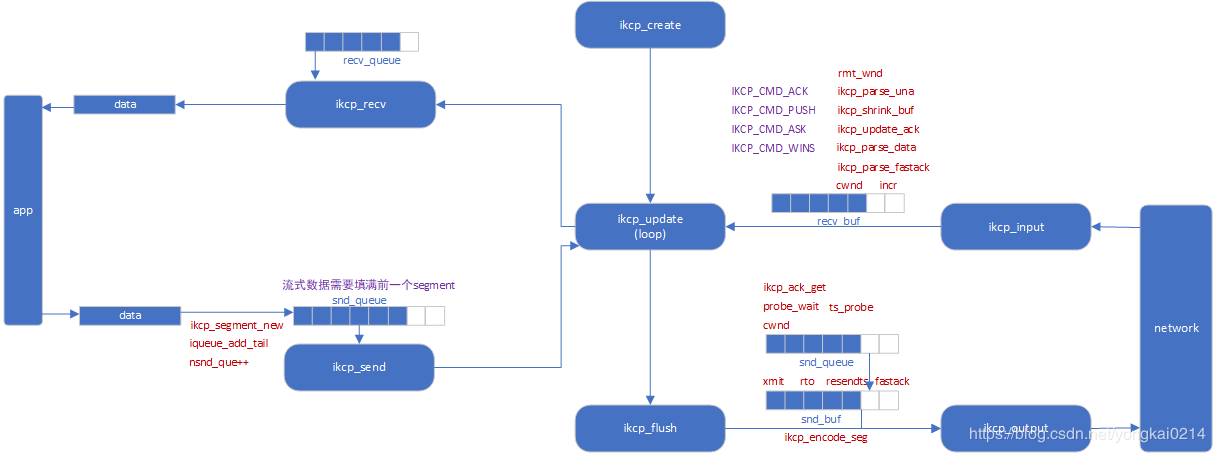 ikcp_create
recv_queue
ikcp_recv
data
app
rmt_wnd
IKCP_CMD_ACK
ikcp_parse_una
IKCP_CMD_PUSH
ikcp_shrink_buf
IKCP_CMD_ASK
ikcp_update_ack
IKCP_CMD_WINS
ikcp_parse_data
ikcp_parse_fastack
cwnd incr
recv_buf
ikcp_update
(loop)
ikcp_input
network
流式数据需要填满前一个segment
snd_queue
data
ikcp_segment_new
iqueue_add_tail
nsnd_que++
ikcp_send
ikcp_ack_get
probe_wait ts_probe
cwnd
snd_queue
xmit rto resendts fastack
snd_buf
ikcp_flush
ikcp_encode_seg
ikcp_output
https://blog.csdn.net/yongkai0214